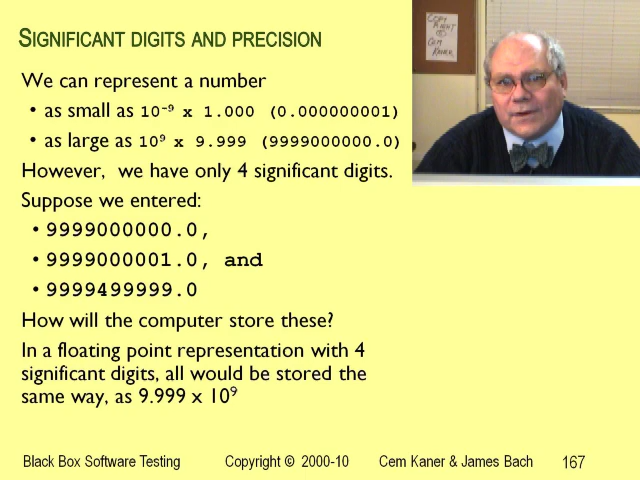 SIGNIFICANT DIGITS AND PRECISION
We can represent a number
• as small as 10⁻⁹ x 1.000 (0.000000001)
• as large as 10⁹ x 9.999 (9999000000.0)
However, we have only 4 significant digits.
Suppose we entered:
• 9999000000.0,
• 9999000001.0, and
• 9999499999.0
How will the computer store these?
In a floating point representation with 4
significant digits, all would be stored the
same way, as 9.999 x 10⁹
COPY
RIGHT
©
CEM
KANER
Black Box Software Testing Copyright © 2000-10 Cem Kaner & James Bach 167